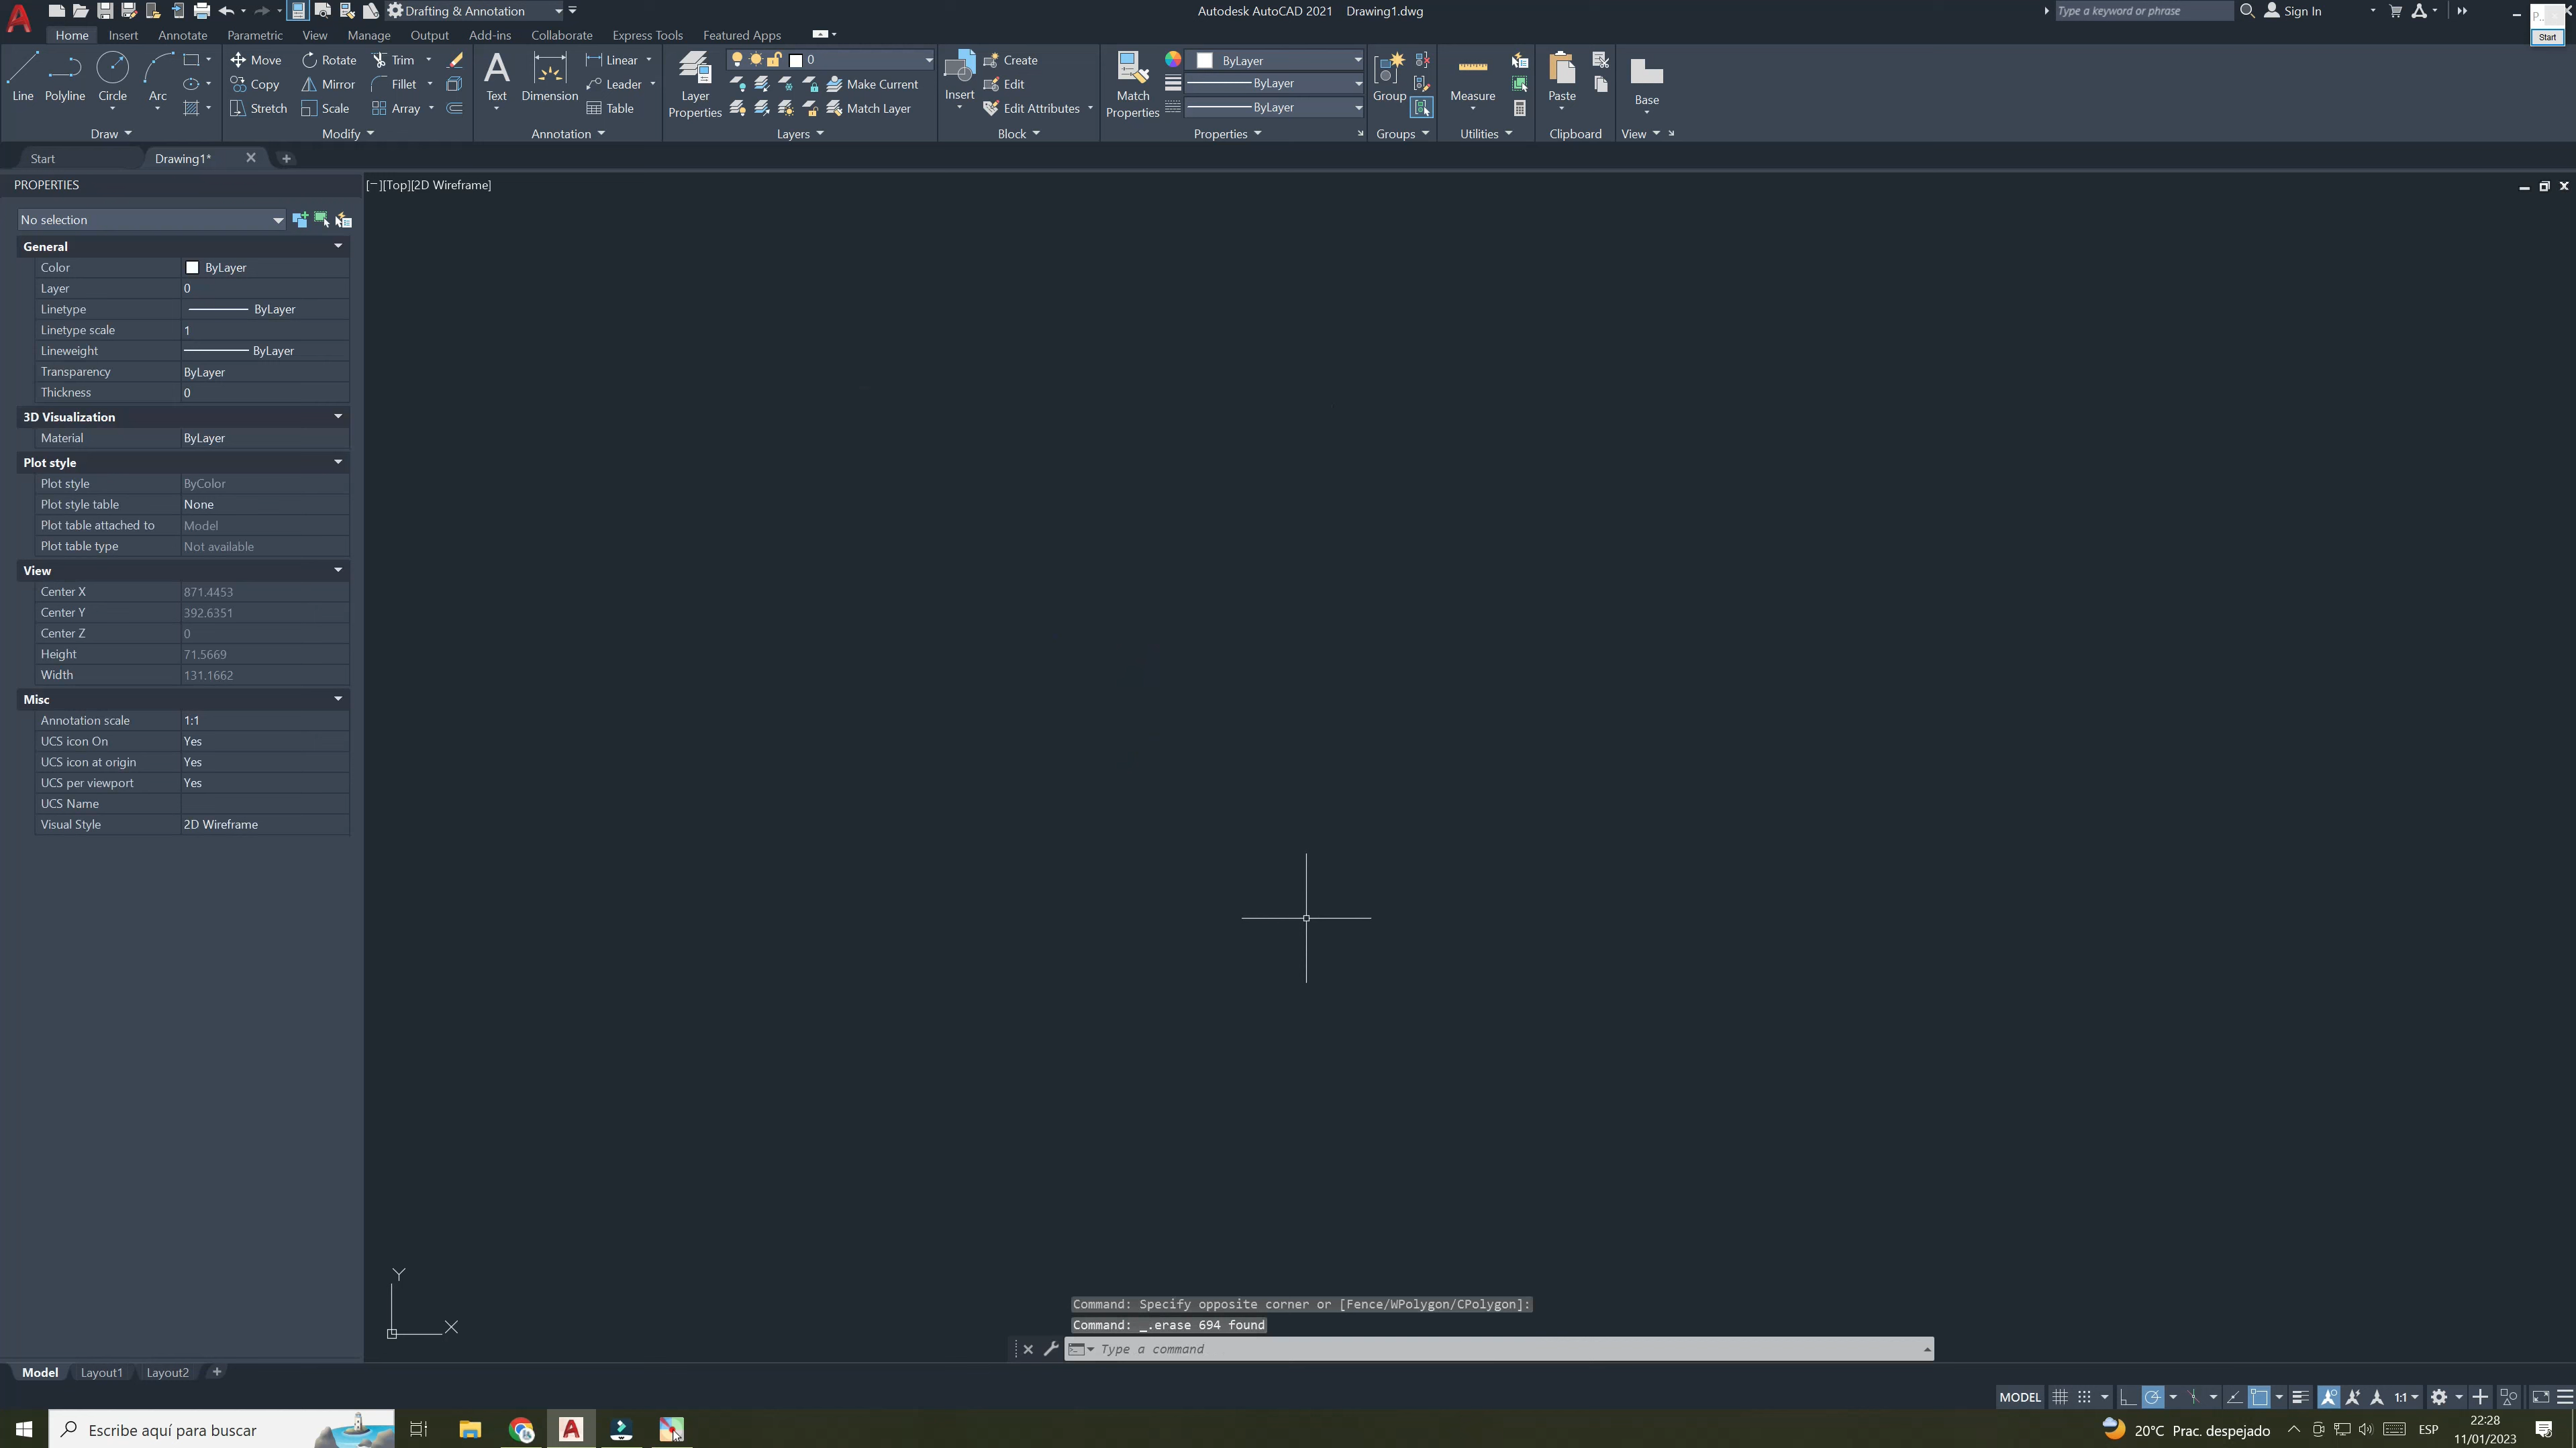 Drafting & Annotation
Autodesk AutoCAD 2021 Drawing1.dwg
Type a keyword or phrase
Sign In
P...
Start
Home Insert Annotate Parametric View Manage Output Add-ins Collaborate Express Tools Featured Apps
Line Polyline Circle Arc
Move Rotate Trim
Copy Mirror Fillet
Stretch Scale Array
Text Dimension
Linear
Leader
Table
Layer Properties
0
Make Current
Match Layer
Insert
Create
Edit
Edit Attributes
Match Properties
ByLayer
ByLayer
ByLayer
Group
Measure
Paste
Base
Draw Modify Annotation Layers Block Properties Groups Utilities Clipboard View
Start Drawing1*
PROPERTIES
[−][Top][2D Wireframe]
No selection
General
Color ByLayer
Layer 0
Linetype ByLayer
Linetype scale 1
Lineweight ByLayer
Transparency ByLayer
Thickness 0
3D Visualization
Material ByLayer
Plot style
Plot style ByColor
Plot style table None
Plot table attached to Model
Plot table type Not available
View
Center X 871.4453
Center Y 392.6351
Center Z 0
Height 71.5669
Width 131.1662
Misc
Annotation scale 1:1
UCS icon On Yes
UCS icon at origin Yes
UCS per viewport Yes
UCS Name
Visual Style 2D Wireframe
Y
X
Command: Specify opposite corner or [Fence/WPolygon/CPolygon]:
Command: _.erase 694 found
Type a command
Model Layout1 Layout2
MODEL 1:1
Escribe aquí para buscar
20°C Prac. despejado
ESP
22:28
11/01/2023